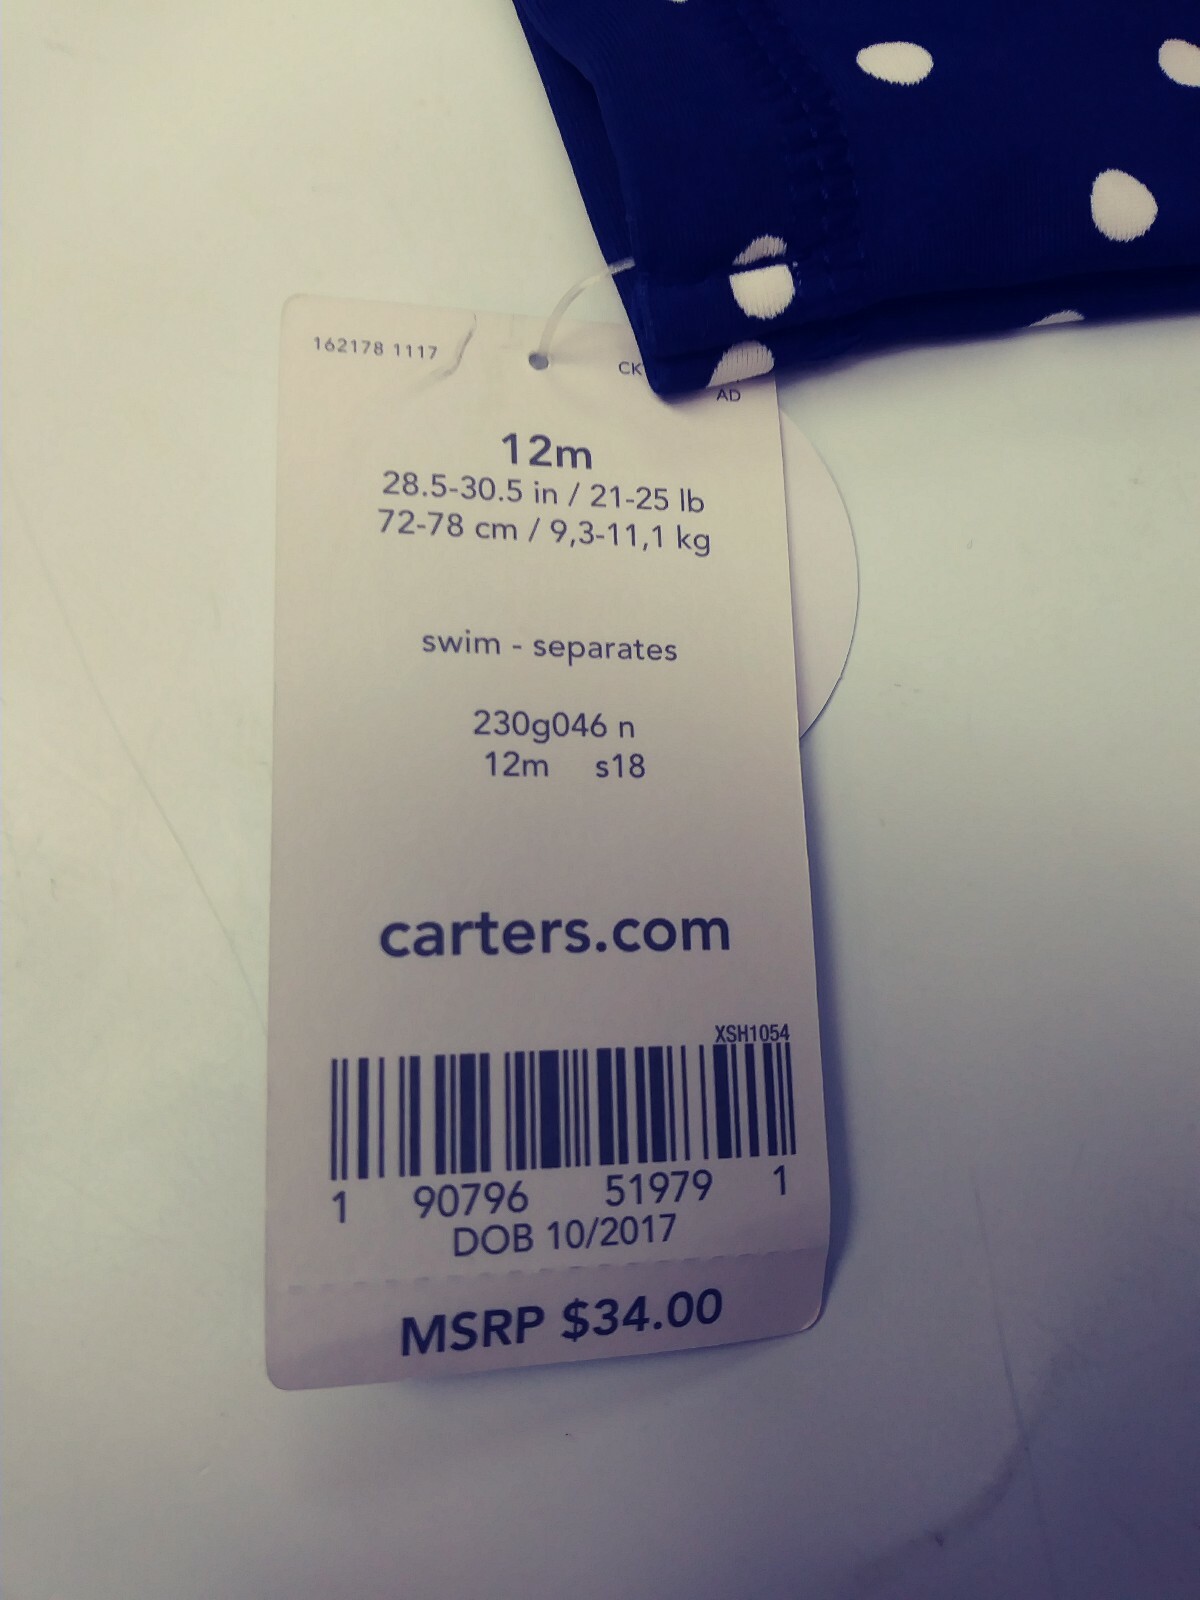 162178 1117
CK
AD
12m
28.5-30.5 in / 21-25 lb
72-78 cm / 9,3-11,1 kg
swim - separates
230g046 n
12m s18
carters.com
XSH1054
1 90796 51979 1
DOB 10/2017
MSRP $34.00